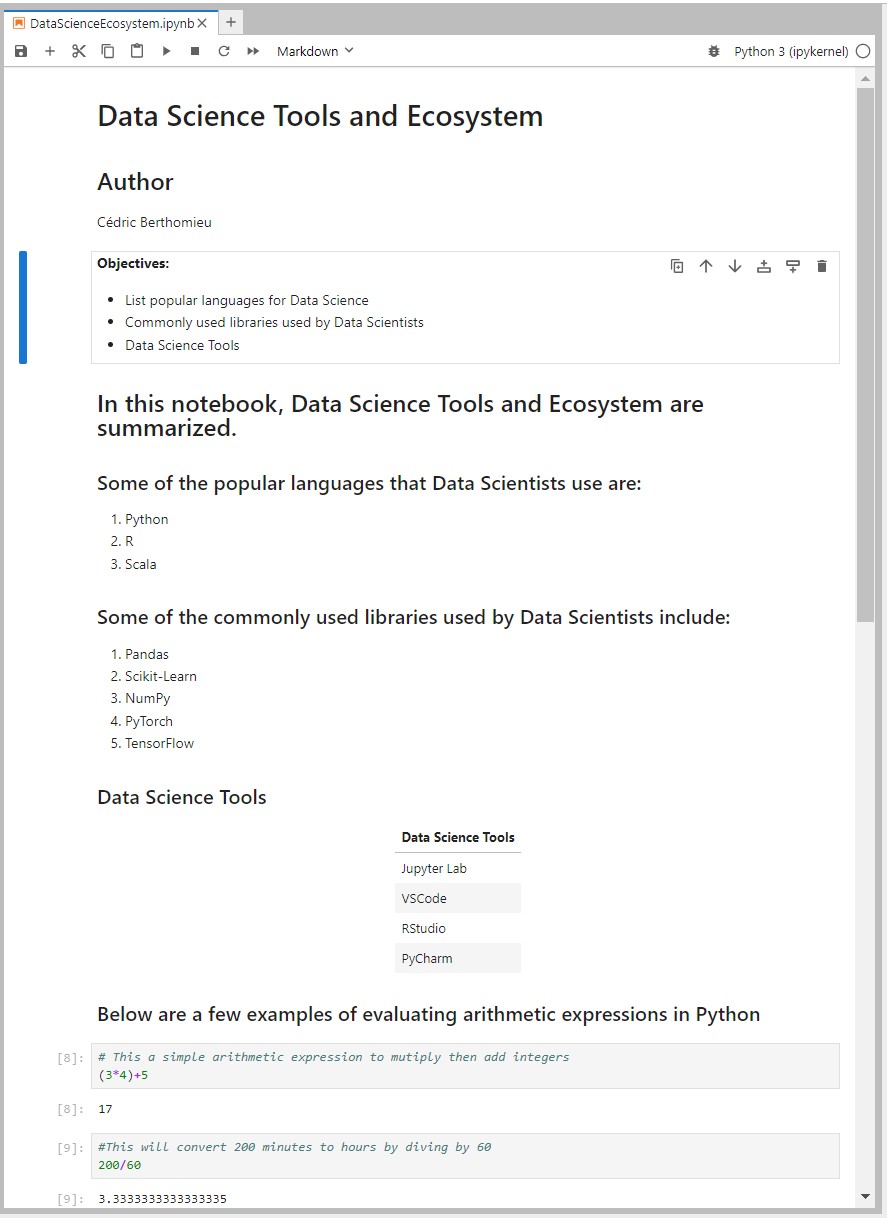 DataScienceEcosystem.ipynb
Markdown
Python 3 (ipykernel)
Data Science Tools and Ecosystem
Author
Cédric Berthomieu
Objectives:
List popular languages for Data Science
Commonly used libraries used by Data Scientists
Data Science Tools
In this notebook, Data Science Tools and Ecosystem are
summarized.
Some of the popular languages that Data Scientists use are:
1. Python
2. R
3. Scala
Some of the commonly used libraries used by Data Scientists include:
1. Pandas
2. Scikit-Learn
3. NumPy
4. PyTorch
5. TensorFlow
Data Science Tools
Data Science Tools
Jupyter Lab
VSCode
RStudio
PyCharm
Below are a few examples of evaluating arithmetic expressions in Python
[8]: # This a simple arithmetic expression to mutiply then add integers
(3*4)+5
[8]: 17
[9]: #This will convert 200 minutes to hours by diving by 60
200/60
[9]: 3.3333333333333335